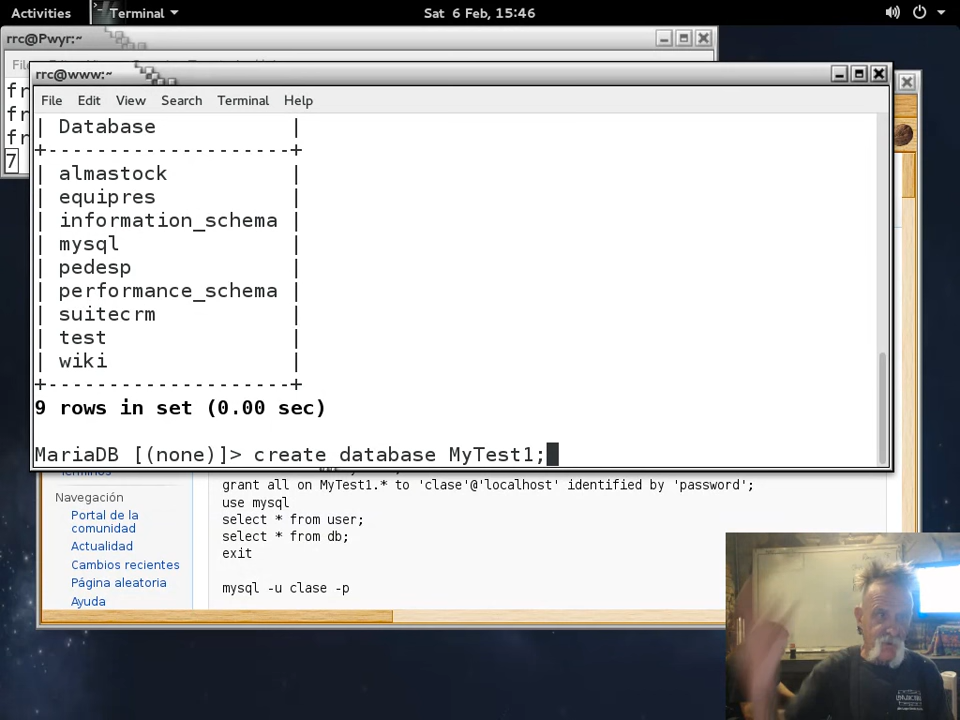 Activities Terminal Sat 6 Feb, 15:46
rrc@Pwyr:~
rrc@www:~
File Edit View Search Terminal Help
| Database |
+--------------------+
| almastock |
| equipres |
| information_schema |
| mysql |
| pedesp |
| performance_schema |
| suitecrm |
| test |
| wiki |
+--------------------+
9 rows in set (0.00 sec)
MariaDB [(none)]> create database MyTest1;
7
grant all on MyTest1.* to 'clase'@'localhost' identified by 'password';
use mysql
select * from user;
select * from db;
exit
mysql -u clase -p
Navegación
Portal de la
comunidad
Actualidad
Cambios recientes
Página aleatoria
Ayuda